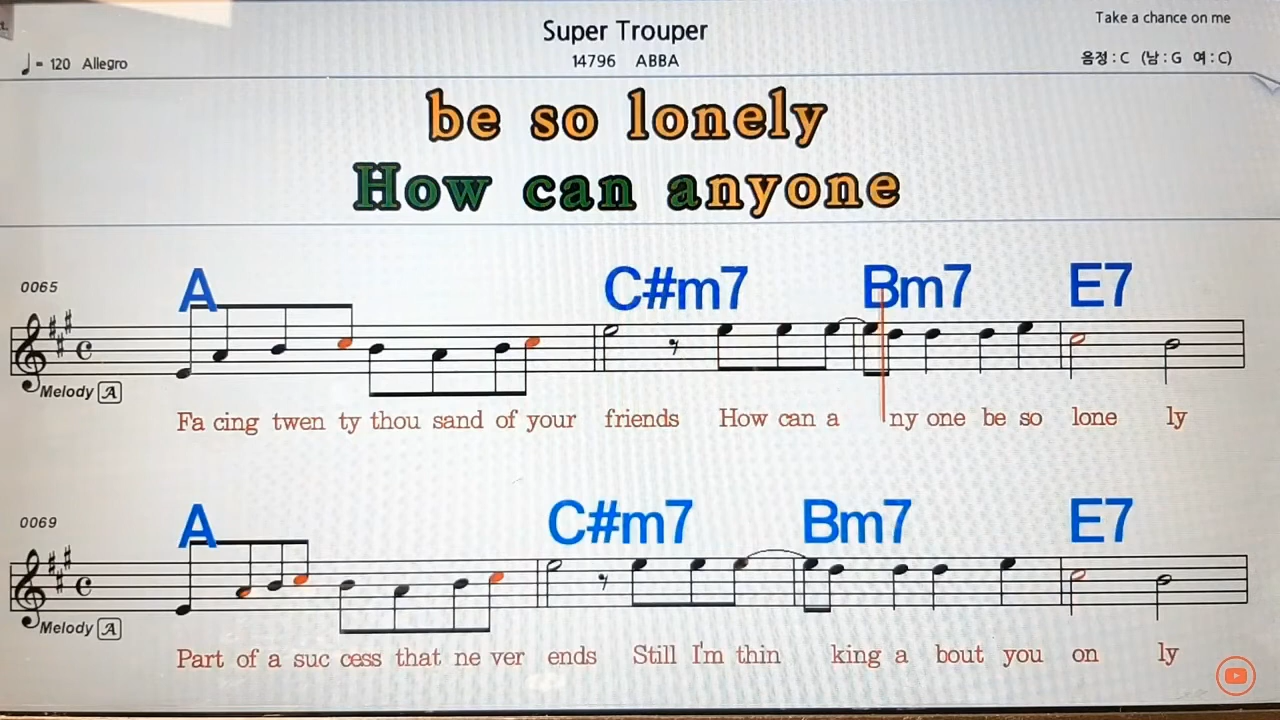 Super Trouper
Take a chance on me
♩= 120 Allegro
14796 ABBA
음정 : C (남 : G 여 : C)
be so lonely
How can anyone
0065
A C#m7 Bm7 E7
Melody A
Fa cing twen ty thou sand of your friends How can a ny one be so lone ly
0069
A C#m7 Bm7 E7
Melody A
Part of a suc cess that ne ver ends Still I'm thin king a bout you on ly